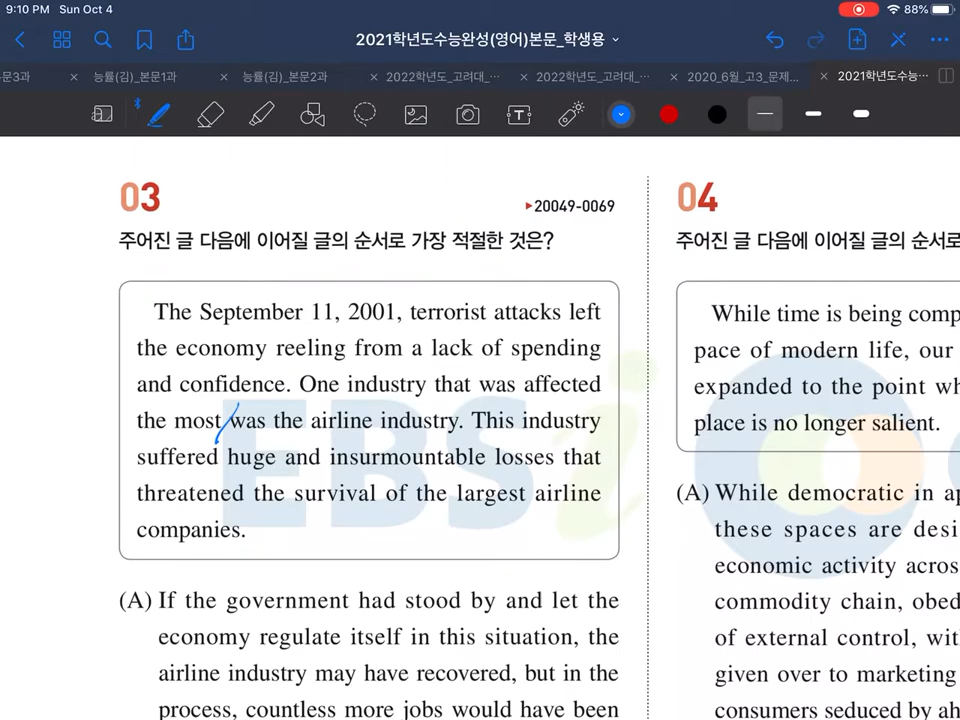 9:10 PM Sun Oct 4
88%
2021학년도수능완성(영어)본문_학생용
문3과
능률(김)_본문1과
능률(김)_본문2과
2022학년도_고려대_…
2022학년도_고려대_…
2020_6월_고3_문제…
2021학년도수능…
03
▶20049-0069
주어진 글 다음에 이어질 글의 순서로 가장 적절한 것은?
The September 11, 2001, terrorist attacks left
the economy reeling from a lack of spending
and confidence. One industry that was affected
the most was the airline industry. This industry
suffered huge and insurmountable losses that
threatened the survival of the largest airline
companies.
(A) If the government had stood by and let the
economy regulate itself in this situation, the
airline industry may have recovered, but in the
process, countless more jobs would have been
04
주어진 글 다음에 이어질 글의 순서로
While time is being comp
pace of modern life, our
expanded to the point wh
place is no longer salient.
(A) While democratic in ap
these spaces are desi
economic activity acros
commodity chain, obed
of external control, wit
given over to marketing
consumers seduced by ah
EBSi